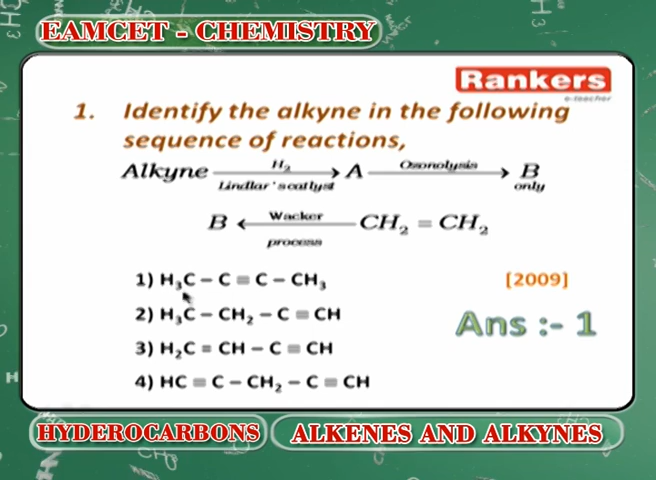 EAMCET - CHEMISTRY
Rankers
e-teacher
1. Identify the alkyne in the following
sequence of reactions,
Alkyne —H₂ / Lindlar's catlyst→ A —Ozonolysis→ B only
B ←Wacker / process— CH₂ = CH₂
1) H₃C – C ≡ C – CH₃ [2009]
2) H₃C – CH₂ – C ≡ CH
Ans :- 1
3) H₂C = CH – C ≡ CH
4) HC ≡ C – CH₂ – C ≡ CH
HYDEROCARBONS
ALKENES AND ALKYNES